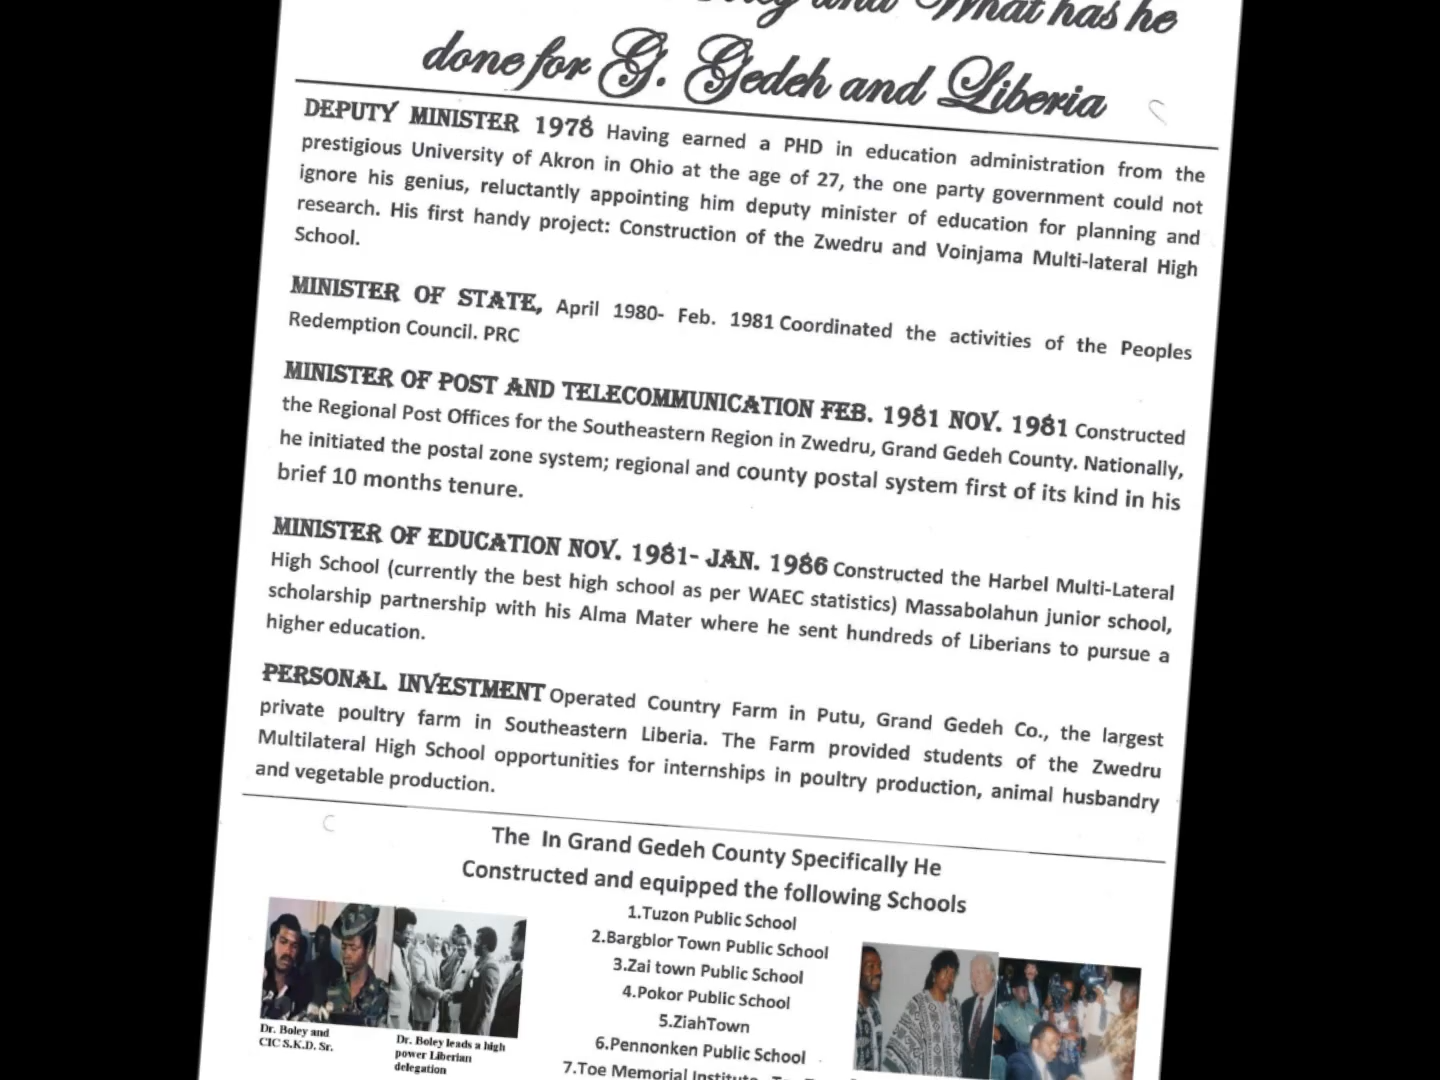 and What has he
done for G. Gedeh and Liberia
DEPUTY MINISTER 1978 Having earned a PHD in education administration from the
prestigious University of Akron in Ohio at the age of 27, the one party government could not
ignore his genius, reluctantly appointing him deputy minister of education for planning and
research. His first handy project: Construction of the Zwedru and Voinjama Multi-lateral High
School.
MINISTER OF STATE, April 1980- Feb. 1981 Coordinated the activities of the Peoples
Redemption Council. PRC
MINISTER OF POST AND TELECOMMUNICATION FEB. 1981 NOV. 1981 Constructed
the Regional Post Offices for the Southeastern Region in Zwedru, Grand Gedeh County. Nationally,
he initiated the postal zone system; regional and county postal system first of its kind in his
brief 10 months tenure.
MINISTER OF EDUCATION NOV. 1981- JAN. 1986 Constructed the Harbel Multi-Lateral
High School (currently the best high school as per WAEC statistics) Massabolahun junior school,
scholarship partnership with his Alma Mater where he sent hundreds of Liberians to pursue a
higher education.
PERSONAL INVESTMENT Operated Country Farm in Putu, Grand Gedeh Co., the largest
private poultry farm in Southeastern Liberia. The Farm provided students of the Zwedru
Multilateral High School opportunities for internships in poultry production, animal husbandry
and vegetable production.
The In Grand Gedeh County Specifically He
Constructed and equipped the following Schools
1.Tuzon Public School
2.Bargblor Town Public School
3.Zai town Public School
4.Pokor Public School
5.ZiahTown
6.Pennonken Public School
7.Toe Memorial Institute
Dr. Boley and
CIC S.K.D. Sr.
Dr. Boley leads a high
power Liberian
delegation